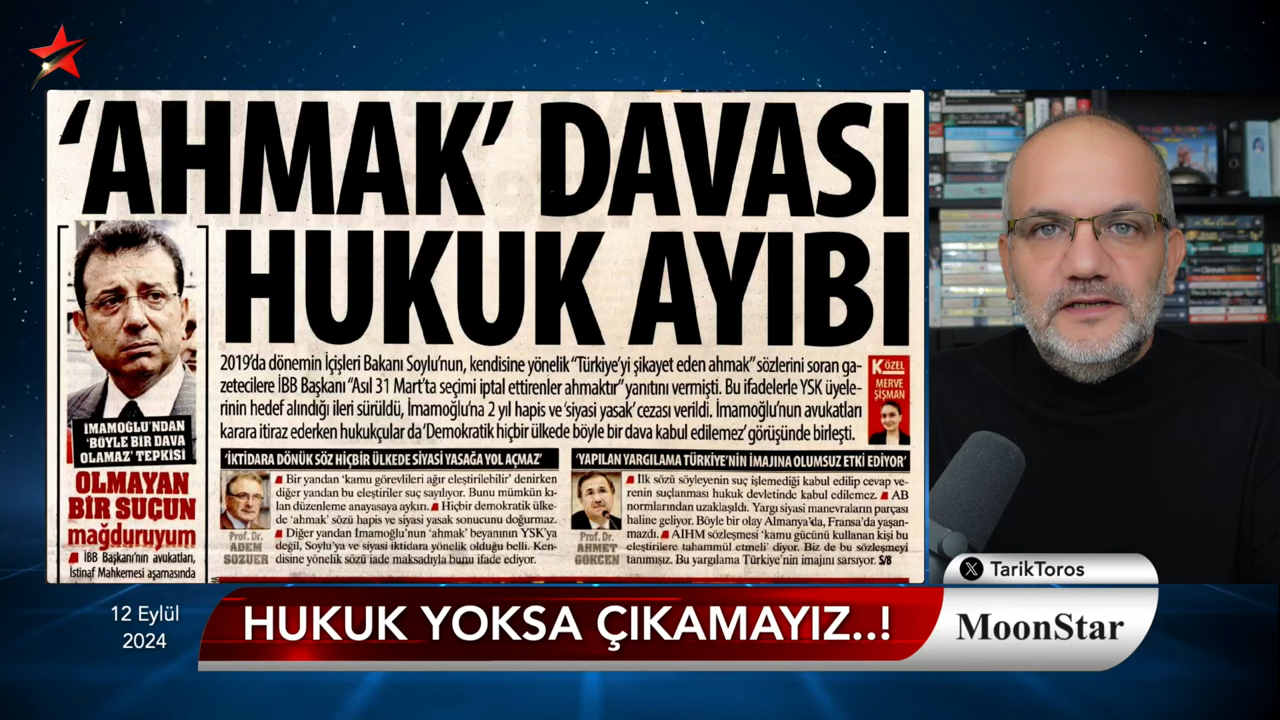 'AHMAK' DAVASI
HUKUK AYIBI
2019'da dönemin İçişleri Bakanı Soylu'nun, kendisine yönelik "Türkiye'yi şikayet eden ahmak" sözlerini soran ga-
zetecilere İBB Başkanı "Asıl 31 Mart'ta seçimi iptal ettirenler ahmaktır" yanıtını vermişti. Bu ifadelerle YSK üyele-
rinin hedef alındığı ileri sürüldü, İmamoğlu'na 2 yıl hapis ve 'siyasi yasak' cezası verildi. İmamoğlu'nun avukatları
karara itiraz ederken hukukçular da 'Demokratik hiçbir ülkede böyle bir dava kabul edilemez' görüşünde birleşti.
K ÖZEL
MERVE
ŞİŞMAN
İMAMOĞLU'NDAN
'BÖYLE BİR DAVA
OLAMAZ' TEPKİSİ
OLMAYAN
BİR SUÇUN
mağduruyum
İBB Başkanı'nın avukatları,
İstinaf Mahkemesi aşamasında
'İKTİDARA DÖNÜK SÖZ HİÇBİR ÜLKEDE SİYASİ YASAĞA YOL AÇMAZ'
Bir yandan 'kamu görevlileri ağır eleştirilebilir' denirken
diğer yandan bu eleştiriler suç sayılıyor. Bunu mümkün kı-
lan düzenleme anayasaya aykırı. Hiçbir demokratik ülke-
de 'ahmak' sözü hapis ve siyasi yasak sonucunu doğurmaz.
Diğer yandan İmamoğlu'nun 'ahmak' beyanının YSK'ya
değil, Soylu'ya ve siyasi iktidarı yönelik olduğu belli. Ken-
disine yönelik sözü iade maksadıyla bunu ifade ediyor.
Prof. Dr.
ADEM
SOZUER
'YAPILAN YARGILAMA TÜRKİYE'NİN İMAJINA OLUMSUZ ETKİ EDİYOR'
İlk sözü söyleyenin suç işlemediği kabul edilip cevap ve-
renin suçlanması hukuk devletinde kabul edilemez. AB
normlarından uzaklaşıldı. Yargı siyasi manevraların parçası
haline geliyor. Böyle bir olay Almanya'da, Fransa'da yaşan-
mazdı. AİHM sözleşmesi 'kamu gücünü kullanan kişi bu
eleştirilere tahammül etmeli' diyor. Biz de bu sözleşmeyi
tanımışız. Bu yargılama Türkiye'nin imajını sarsıyor. S/8
Prof. Dr.
AHMET
GÖKCEN
TarikToros
12 Eylül
2024
HUKUK YOKSA ÇIKAMAYIZ..!
MoonStar